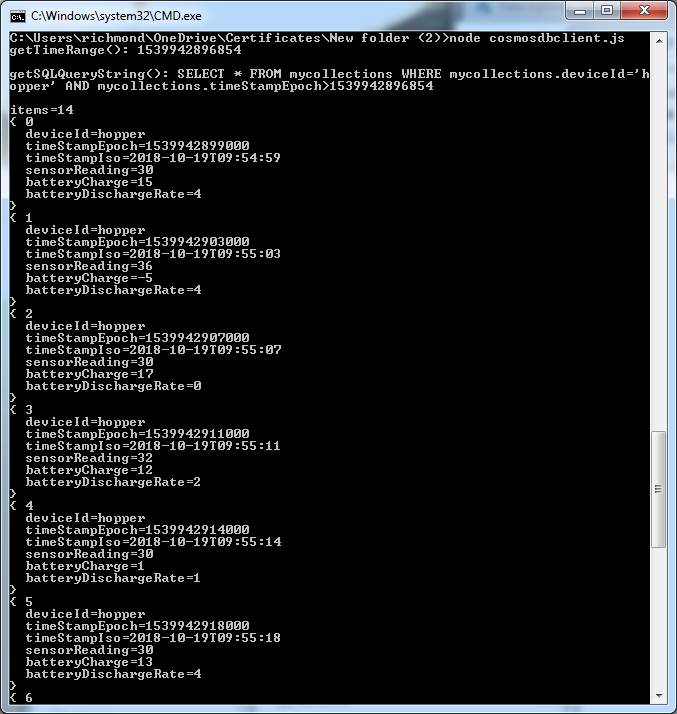 C:\Windows\system32\CMD.exe
C:\Users\richmond\OneDrive\Certificates\New folder (2)>node cosmosdbclient.js
getTimeRange(): 1539942896854
getSQLQueryString(): SELECT * FROM mycollections WHERE mycollections.deviceId='h
opper' AND mycollections.timeStampEpoch>1539942896854
items=14
{ 0
deviceId=hopper
timeStampEpoch=1539942899000
timeStampIso=2018-10-19T09:54:59
sensorReading=30
batteryCharge=15
batteryDischargeRate=4
}
{ 1
deviceId=hopper
timeStampEpoch=1539942903000
timeStampIso=2018-10-19T09:55:03
sensorReading=36
batteryCharge=-5
batteryDischargeRate=4
}
{ 2
deviceId=hopper
timeStampEpoch=1539942907000
timeStampIso=2018-10-19T09:55:07
sensorReading=30
batteryCharge=17
batteryDischargeRate=0
}
{ 3
deviceId=hopper
timeStampEpoch=1539942911000
timeStampIso=2018-10-19T09:55:11
sensorReading=32
batteryCharge=12
batteryDischargeRate=2
}
{ 4
deviceId=hopper
timeStampEpoch=1539942914000
timeStampIso=2018-10-19T09:55:14
sensorReading=30
batteryCharge=1
batteryDischargeRate=1
}
{ 5
deviceId=hopper
timeStampEpoch=1539942918000
timeStampIso=2018-10-19T09:55:18
sensorReading=30
batteryCharge=13
batteryDischargeRate=4
}
{ 6